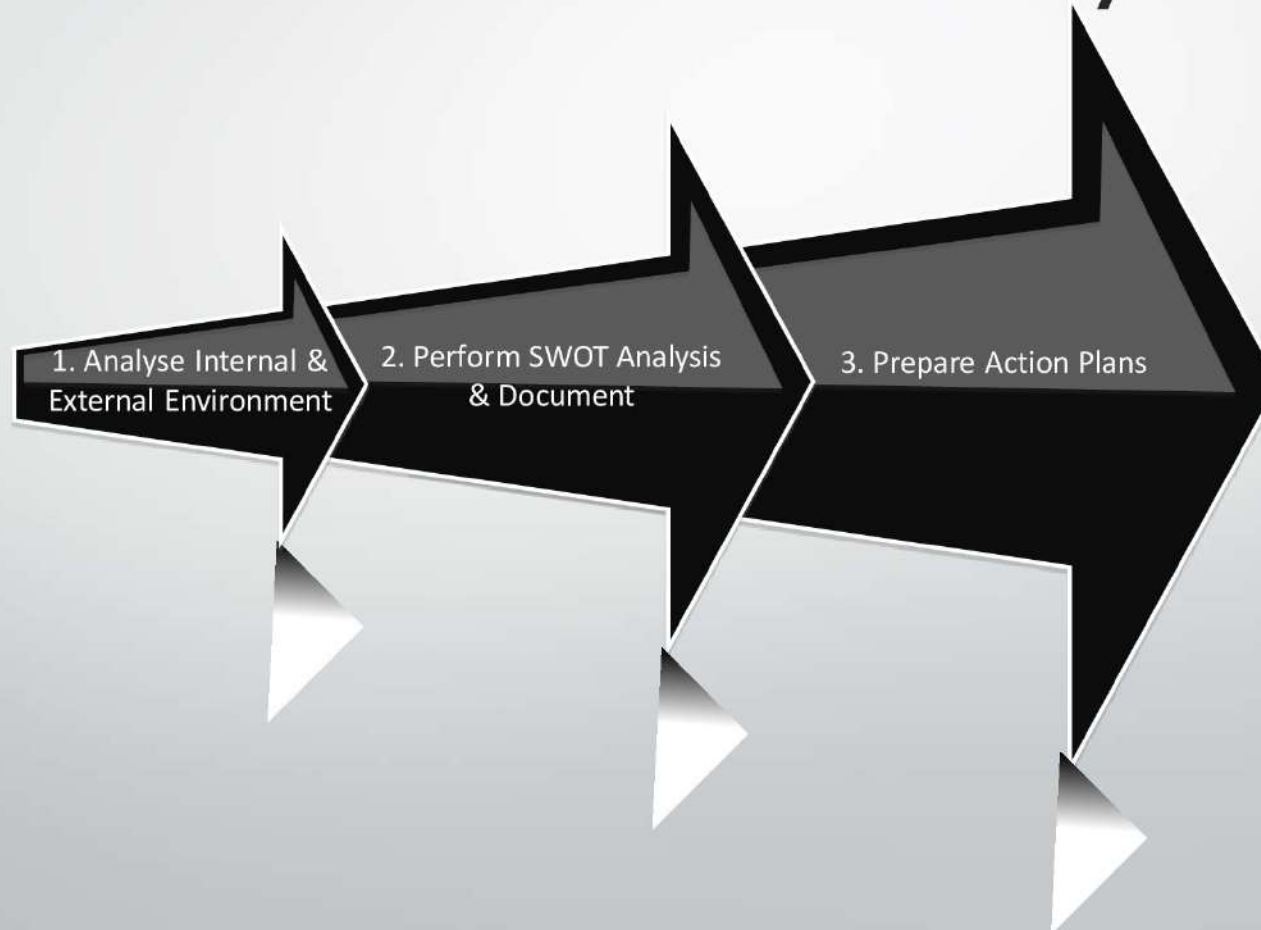 1. Analyse Internal &
External Environment
2. Perform SWOT Analysis
& Document
3. Prepare Action Plans